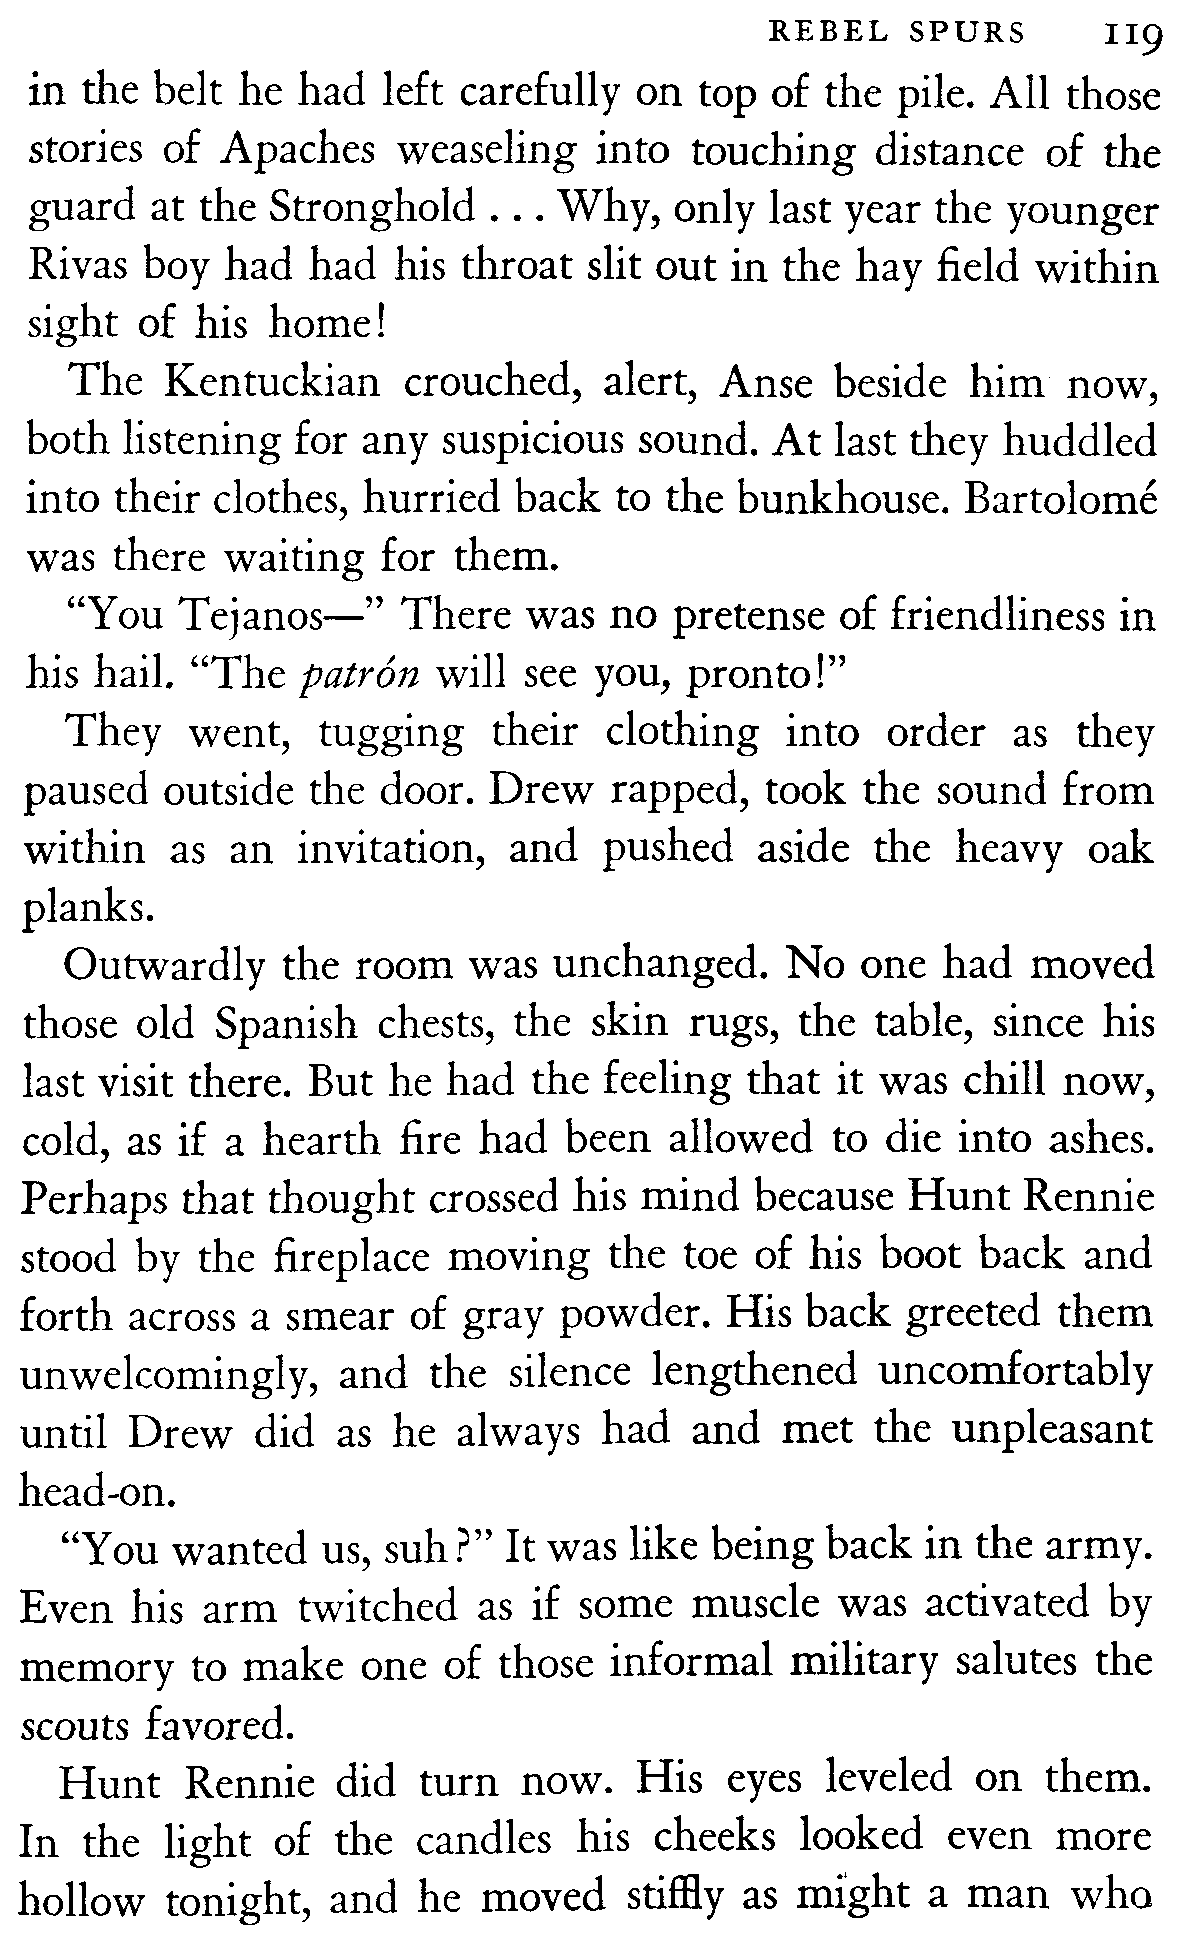 REBEL SPURS 119
in the belt he had left carefully on top of the pile. All those
stories of Apaches weaseling into touching distance of the
guard at the Stronghold . . . Why, only last year the younger
Rivas boy had had his throat slit out in the hay field within
sight of his home!
The Kentuckian crouched, alert, Anse beside him now,
both listening for any suspicious sound. At last they huddled
into their clothes, hurried back to the bunkhouse. Bartolomé
was there waiting for them.
“You Tejanos—” There was no pretense of friendliness in
his hail. “The patrón will see you, pronto!”
They went, tugging their clothing into order as they
paused outside the door. Drew rapped, took the sound from
within as an invitation, and pushed aside the heavy oak
planks.
Outwardly the room was unchanged. No one had moved
those old Spanish chests, the skin rugs, the table, since his
last visit there. But he had the feeling that it was chill now,
cold, as if a hearth fire had been allowed to die into ashes.
Perhaps that thought crossed his mind because Hunt Rennie
stood by the fireplace moving the toe of his boot back and
forth across a smear of gray powder. His back greeted them
unwelcomingly, and the silence lengthened uncomfortably
until Drew did as he always had and met the unpleasant
head-on.
“You wanted us, suh?” It was like being back in the army.
Even his arm twitched as if some muscle was activated by
memory to make one of those informal military salutes the
scouts favored.
Hunt Rennie did turn now. His eyes leveled on them.
In the light of the candles his cheeks looked even more
hollow tonight, and he moved stiffly as might a man who